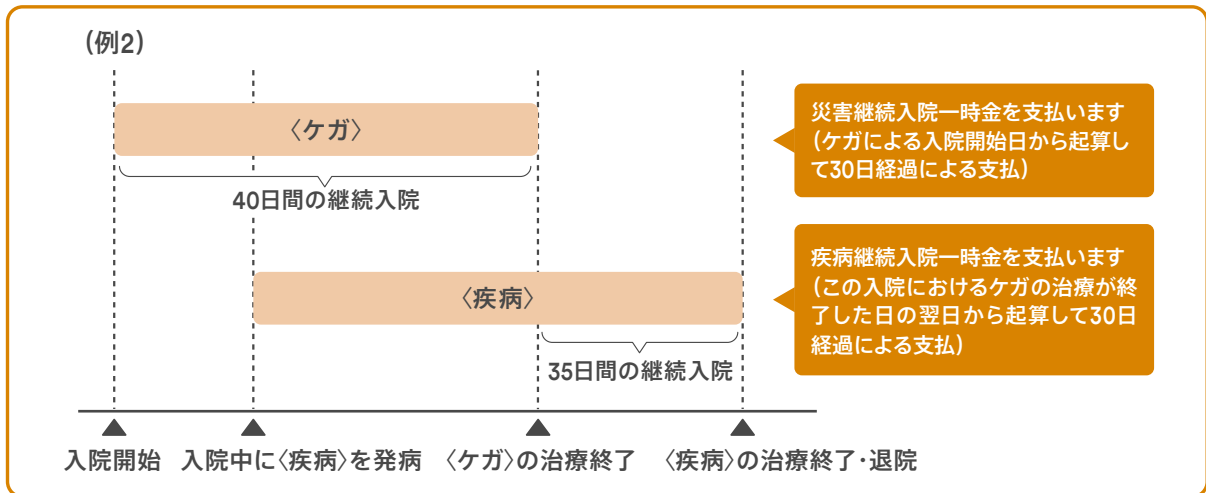 (例2)
〈ケガ〉
災害継続入院一時金を支払います
(ケガによる入院開始日から起算し
て30日経過による支払)
40日間の継続入院
〈疾病〉
疾病継続入院一時金を支払います
(この入院におけるケガの治療が終
了した日の翌日から起算して30日
経過による支払)
35日間の継続入院
入院開始
入院中に〈疾病〉を発病
〈ケガ〉の治療終了
〈疾病〉の治療終了・退院